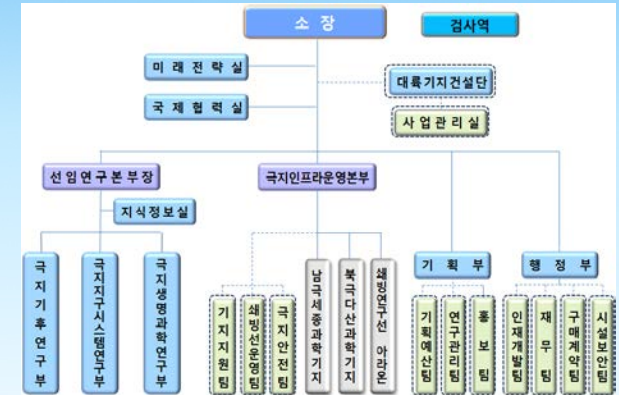 소 장
검사역
미 래 전 략 실
대륙기지건설단
국 제 협 력 실
사 업 관 리 실
선 임 연 구 본 부 장
극지인프라운영본부
지식정보실
기 획 부
행 정 부
극지기후연구부
극지지구시스템연구부
극지생명과학연구부
기지지원팀
쇄빙선운영팀
극지안전팀
남극세종과학기지
북극다산과학기지
쇄빙연구선 아라온
기획예산팀
연구관리팀
홍 보 팀
인재개발팀
재 무 팀
구매계약팀
시설보안팀